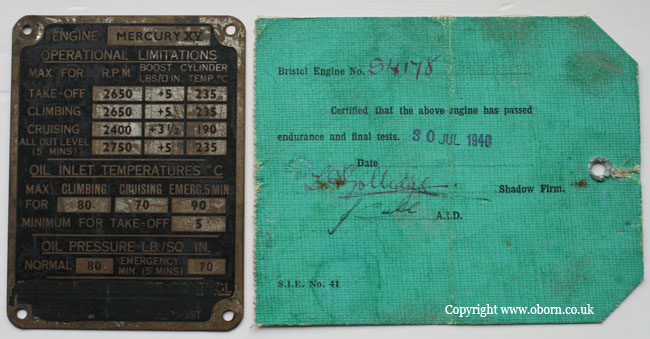 ENGINE MERCURY XV
OPERATIONAL LIMITATIONS
MAX. FOR R.P.M. BOOST LBS/□ IN. CYLINDER TEMP. °C
TAKE-OFF 2650 +5 235
CLIMBING 2650 +5 235
CRUISING 2400 +3 1/2 190
ALL OUT LEVEL (5 MINS) 2750 +5 235
OIL INLET TEMPERATURES °C
MAX. CLIMBING CRUISING EMERG. 5 MIN.
FOR 80 70 90
MINIMUM FOR TAKE-OFF 5
OIL PRESSURE LB./SQ. IN.
NORMAL 80 EMERGENCY MIN. (5 MINS) 70
Bristol Engine No. 94178
Certified that the above engine has passed
endurance and final tests. 30 JUL 1940
Date
Shadow Firm.
A.I.D.
S.I.E. No. 41
Copyright www.oborn.co.uk